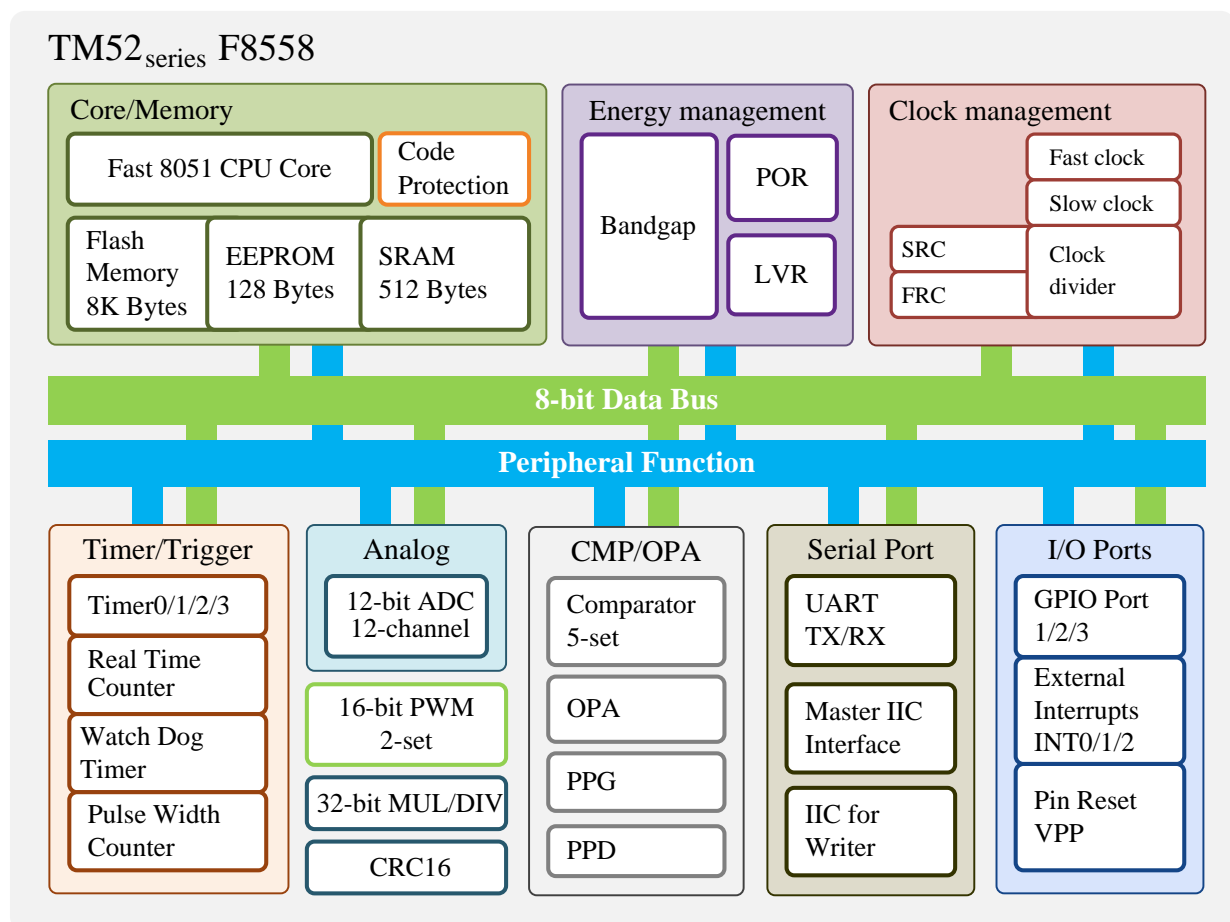 TM52series F8558
Core/Memory
Fast 8051 CPU Core
Code
Protection
Flash
Memory
8K Bytes
EEPROM
128 Bytes
SRAM
512 Bytes
Energy management
Bandgap
POR
LVR
Clock management
Fast clock
Slow clock
SRC
FRC
Clock
divider
8-bit Data Bus
Peripheral Function
Timer/Trigger
Timer0/1/2/3
Real Time
Counter
Watch Dog
Timer
Pulse Width
Counter
Analog
12-bit ADC
12-channel
16-bit PWM
2-set
32-bit MUL/DIV
CRC16
CMP/OPA
Comparator
5-set
OPA
PPG
PPD
Serial Port
UART
TX/RX
Master IIC
Interface
IIC for
Writer
I/O Ports
GPIO Port
1/2/3
External
Interrupts
INT0/1/2
Pin Reset
VPP